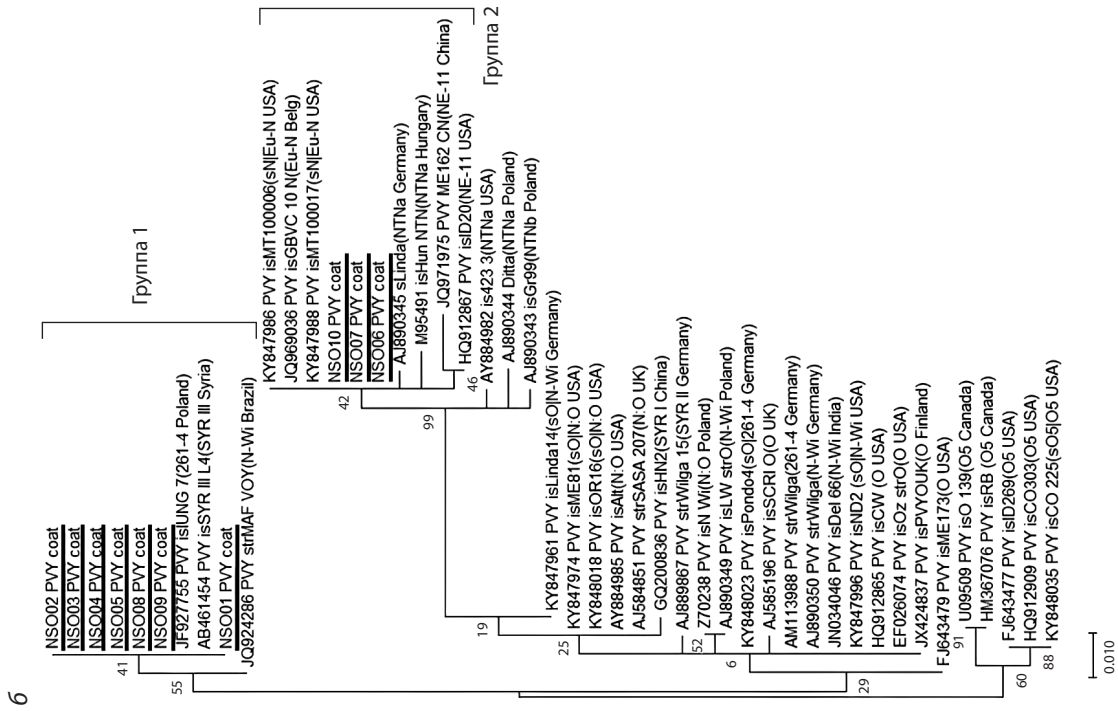 б
Группа 1
NSO02 PVY coat
NSO03 PVY coat
NSO04 PVY coat
NSO05 PVY coat
NSO08 PVY coat
NSO09 PVY coat
JF927755 PVY isIUNG 7(261-4 Poland)
AB461454 PVY isSYR III L4(SYR III Syria)
NSO01 PVY coat
JQ924286 PVY strMAF VOY(N-Wi Brazil)
41
55
Группа 2
KY847986 PVY isMT100006(sN|Eu-N USA)
JQ969036 PVY isGBVC 10 N(Eu-N Belg)
KY847988 PVY isMT100017(sN|Eu-N USA)
NSO10 PVY coat
NSO07 PVY coat
NSO06 PVY coat
AJ890345 sLinda(NTNa Germany)
M95491 isHun NTN(NTNa Hungary)
JQ971975 PVY ME162 CN(NE-11 China)
HQ912867 PVY isID20(NE-11 USA)
AY884982 is423 3(NTNa USA)
AJ890344 Ditta(NTNa Poland)
AJ890343 isGr99(NTNb Poland)
42
46
99
KY847961 PVY isLinda14(sO|N-Wi Germany)
KY847974 PVY isME81(sO|N:O USA)
KY848018 PVY isOR16(sO|N:O USA)
AY884985 PVY isAlt(N:O USA)
AJ584851 PVY strSASA 207(N:O UK)
GQ200836 PVY isHN2(SYR I China)
AJ889867 PVY strWilga 15(SYR II Germany)
Z70238 PVY isN Wi(N:O Poland)
AJ890349 PVY isLW strO(N-Wi Poland)
KY848023 PVY isPondo4(sO|261-4 Germany)
AJ585196 PVY isSCRI O(O UK)
AM113988 PVY strWilga(261-4 Germany)
AJ890350 PVY strWilga(N-Wi Germany)
JN034046 PVY isDel 66(N-Wi India)
KY847996 PVY isND2 (sO|N-Wi USA)
HQ912865 PVY isCW (O USA)
EF026074 PVY isOz strO(O USA)
JX424837 PVY isPVYOUK(O Finland)
FJ643479 PVY isME173(O USA)
U09509 PVY isO 139(O5 Canada)
HM367076 PVY isRB (O5 Canada)
FJ643477 PVY isID269(O5 USA)
HQ912809 PVY isCO303(O5 USA)
KY848035 PVY isCO 225(sO5|O5 USA)
19
25
52
6
29
91
60
88
0.010